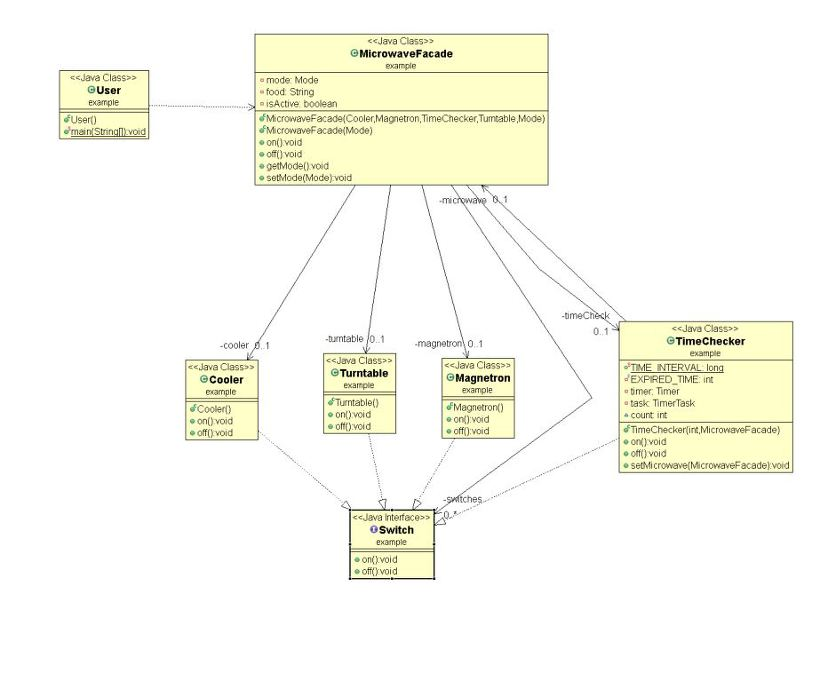 <<Java Class>>
MicrowaveFacade
example
mode: Mode
food: String
isActive: boolean
MicrowaveFacade(Cooler,Magnetron,TimeChecker,Turntable,Mode)
MicrowaveFacade(Mode)
on():void
off():void
getMode():void
setMode(Mode):void
<<Java Class>>
User
example
User()
main(String[]):void
-microwave 0..1
-timeCheck
0..1
-cooler 0..1
-turntable 0..1
-magnetron 0..1
<<Java Class>>
TimeChecker
example
TIME_INTERVAL: long
EXPIRED_TIME: int
timer: Timer
task: TimerTask
count: int
TimeChecker(int,MicrowaveFacade)
on():void
off():void
setMicrowave(MicrowaveFacade):void
<<Java Class>>
Cooler
example
Cooler()
on():void
off():void
<<Java Class>>
Turntable
example
Turntable()
on():void
off():void
<<Java Class>>
Magnetron
example
Magnetron()
on():void
off():void
-switches
0..*
<<Java Interface>>
Switch
example
on():void
off():void